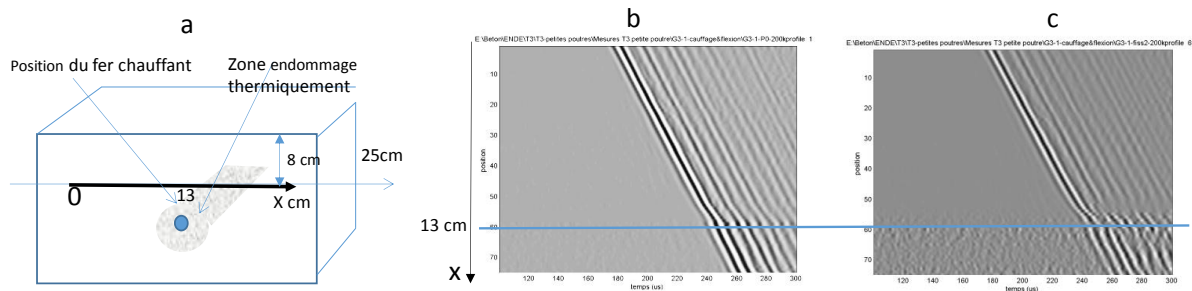 a
Position du fer chauffant
Zone endommage
thermiquement
8 cm
25cm
0
13
X cm
b
E:\Beton\ENDE\T3\T3-petites poutres\Mesures T3 petite poutre\G3-1-cauffage&flexion\G3-1-P0-200kprofile 1
10
20
30
40
50
60
70
position
120 140 160 180 200 220 240 260 280 300
temps (us)
13 cm
X
c
E:\Beton\ENDE\T3\T3-petites poutres\Mesures T3 petite poutre\G3-1-cauffage&flexion\G3-1-fiss2-200kprofile 6
10
20
30
40
50
60
70
position
120 140 160 180 200 220 240 260 280 300
temps (us)